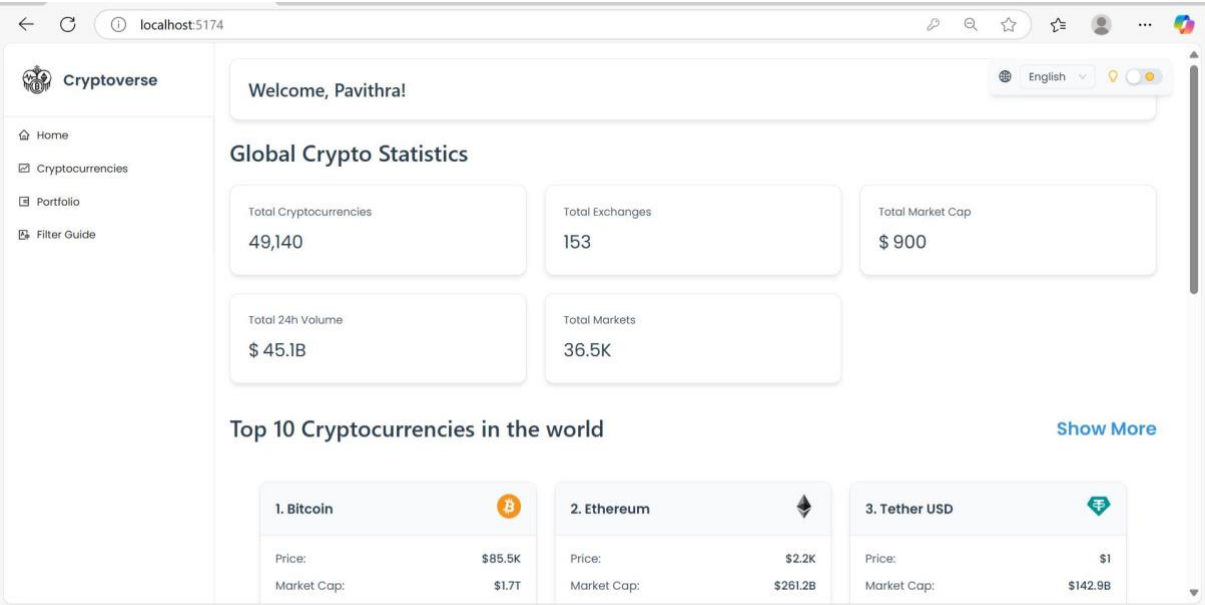 localhost:5174
Cryptoverse
Welcome, Pavithra!
English
Home
Cryptocurrencies
Portfolio
Filter Guide
Global Crypto Statistics
Total Cryptocurrencies
49,140
Total Exchanges
153
Total Market Cap
$ 900
Total 24h Volume
$ 45.1B
Total Markets
36.5K
Top 10 Cryptocurrencies in the world
Show More
1. Bitcoin
Price: $85.5K
Market Cap: $1.7T
2. Ethereum
Price: $2.2K
Market Cap: $261.2B
3. Tether USD
Price: $1
Market Cap: $142.9B